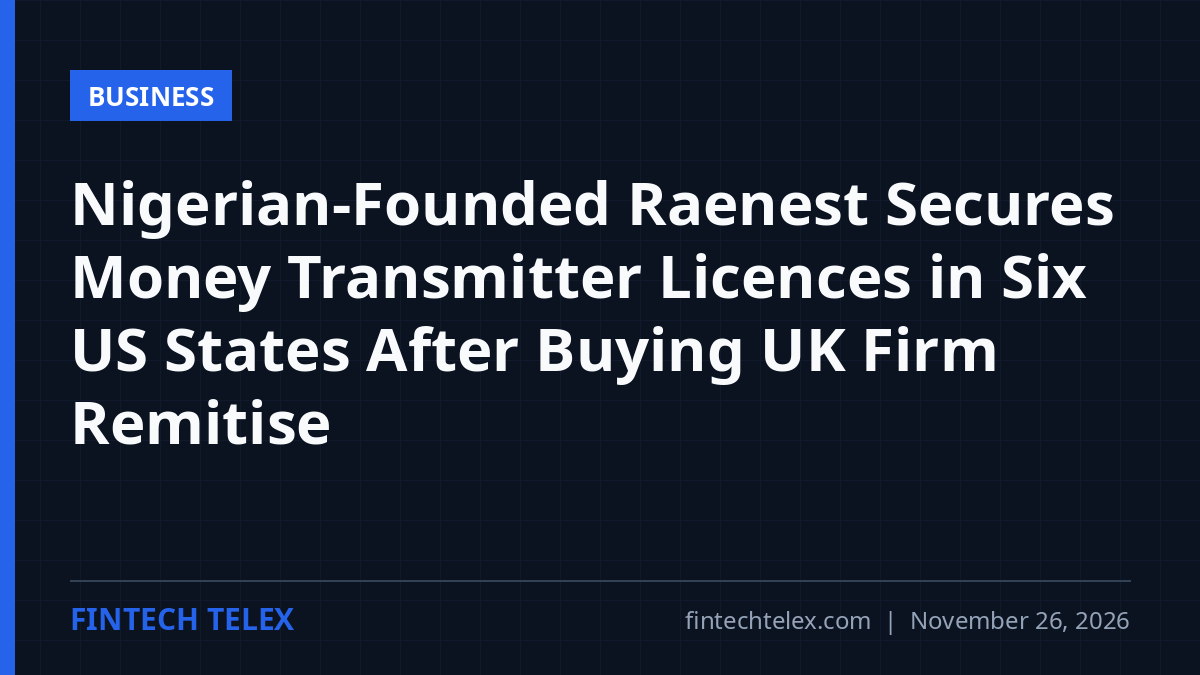 BUSINESS
Nigerian-Founded Raenest Secures
Money Transmitter Licences in Six
US States After Buying UK Firm
Remitise
FINTECH TELEX
fintechtelex.com | November 26, 2026